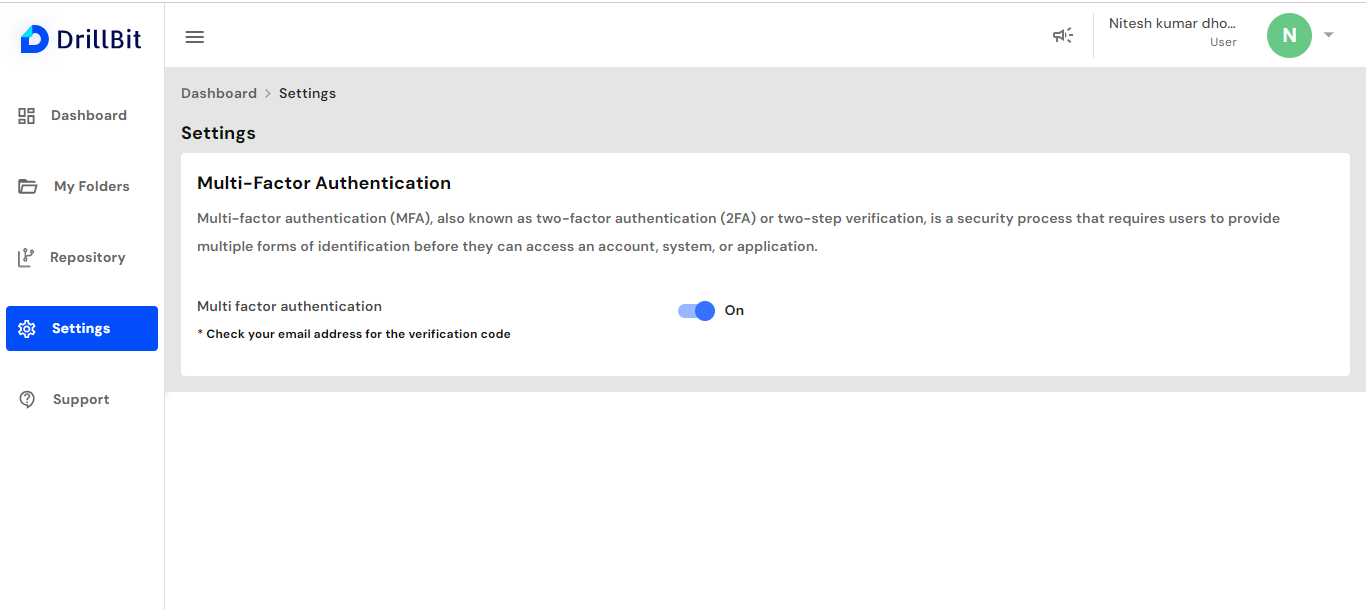 DrillBit
Nitesh kumar dho...
User
N
Dashboard
My Folders
Repository
Settings
Support
Dashboard > Settings
Settings
Multi-Factor Authentication
Multi-factor authentication (MFA), also known as two-factor authentication (2FA) or two-step verification, is a security process that requires users to provide
multiple forms of identification before they can access an account, system, or application.
Multi factor authentication
On
* Check your email address for the verification code